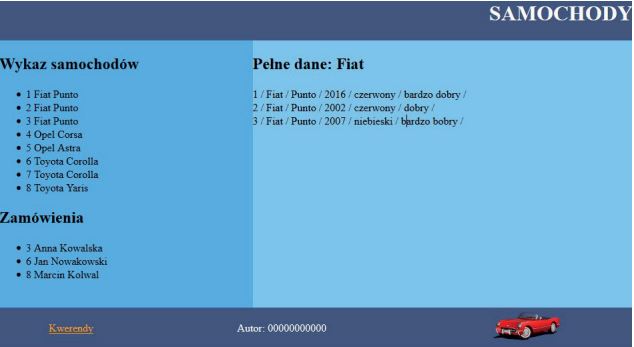 SAMOCHODY
Wykaz samochodów
1 Fiat Punto
2 Fiat Punto
3 Fiat Punto
4 Opel Corsa
5 Opel Astra
6 Toyota Corolla
7 Toyota Corolla
8 Toyota Yaris
Zamówienia
3 Anna Kowalska
6 Jan Nowakowski
8 Marcin Kolwal
Pełne dane: Fiat
1 / Fiat / Punto / 2016 / czerwony / bardzo dobry /
2 / Fiat / Punto / 2002 / czerwony / dobry /
3 / Fiat / Punto / 2007 / niebieski / bardzo bobry /
Kwerendy
Autor: 00000000000